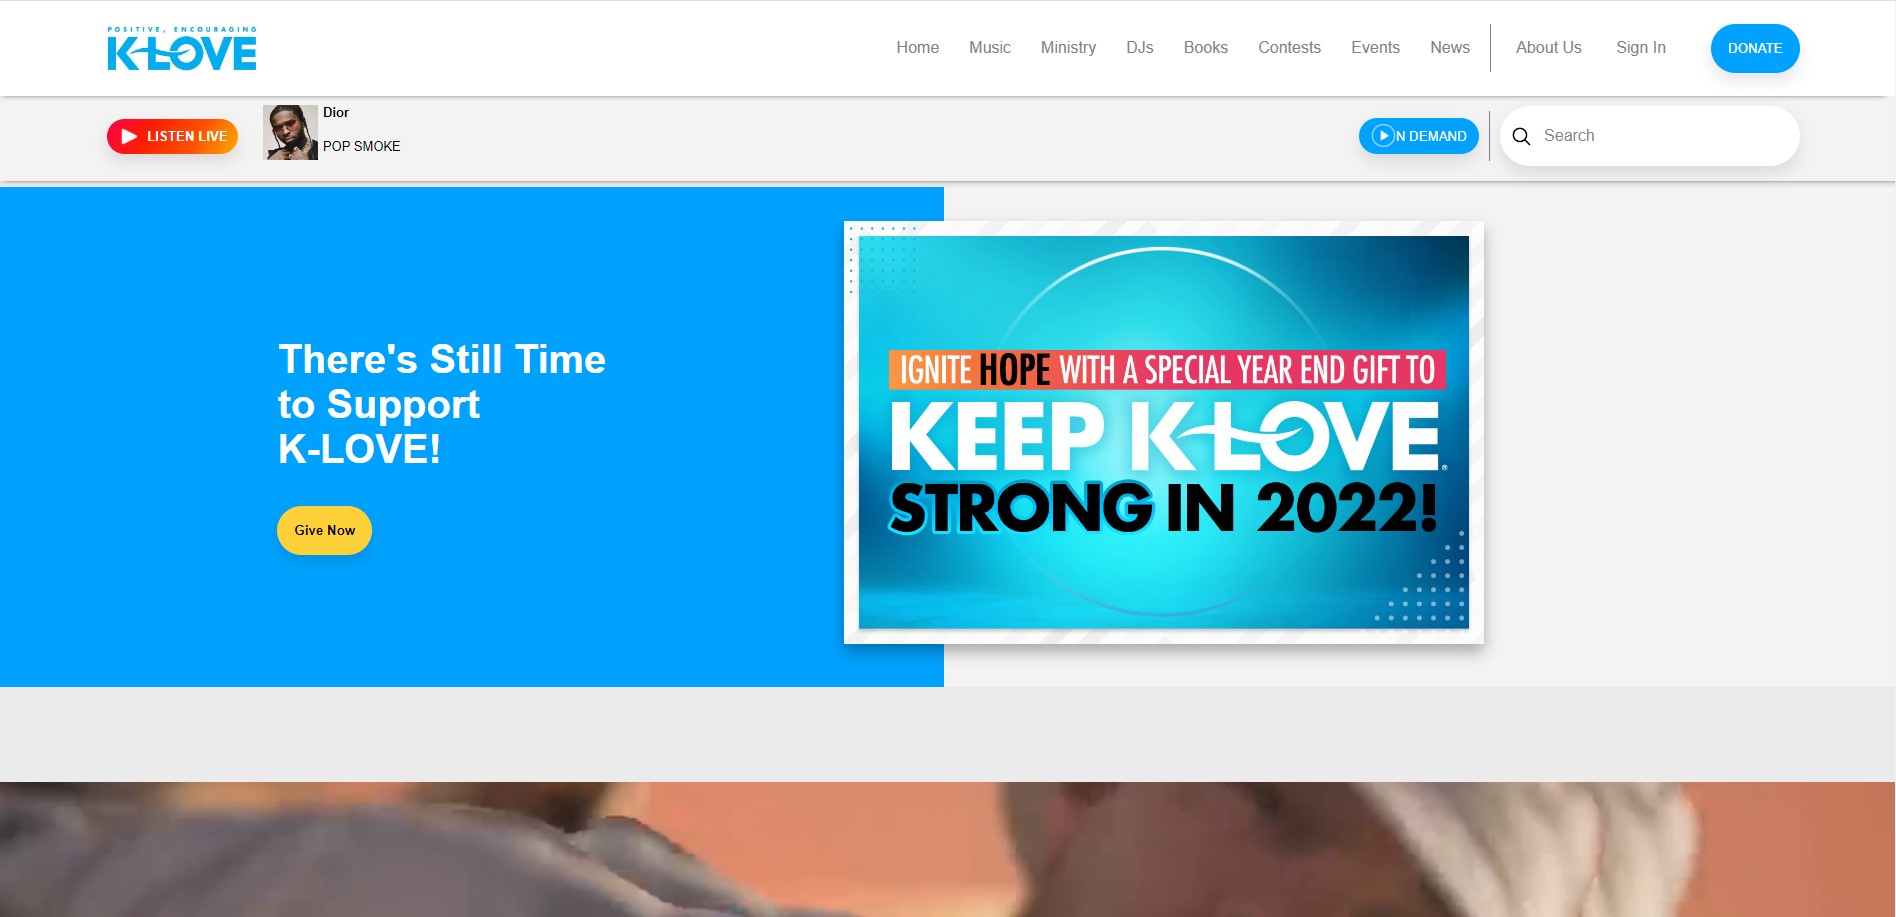 POSITIVE, ENCOURAGING
K-LOVE
Home Music Ministry DJs Books Contests Events News About Us Sign In DONATE
LISTEN LIVE
Dior
POP SMOKE
N DEMAND
Search
There's Still Time
to Support
K-LOVE!
Give Now
IGNITE HOPE WITH A SPECIAL YEAR END GIFT TO
KEEP K-LOVE®
STRONG IN 2022!